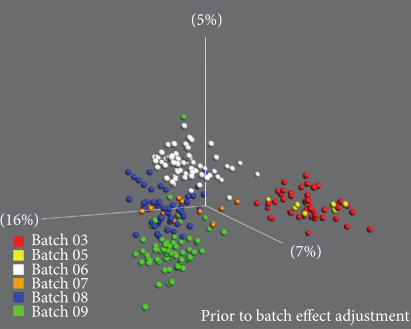 (5%)
(16%)
(7%)
Batch 03
Batch 05
Batch 06
Batch 07
Batch 08
Batch 09
Prior to batch effect adjustment